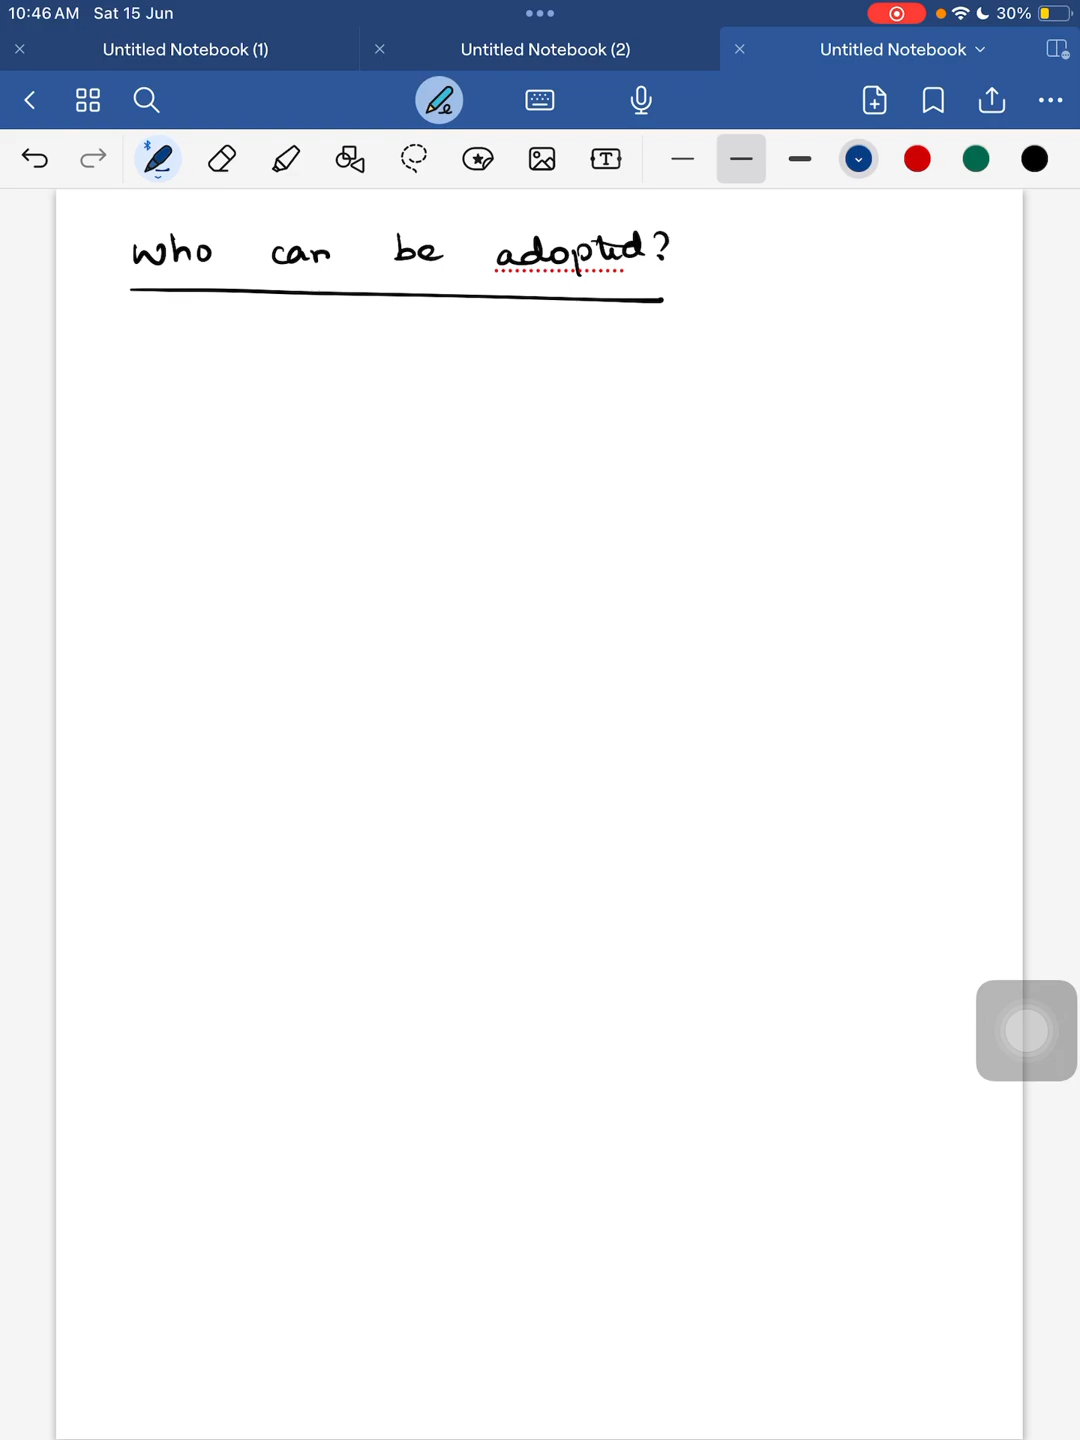 10:46 AM Sat 15 Jun 30%
Untitled Notebook (1) Untitled Notebook (2) Untitled Notebook
T
who can be adopted?